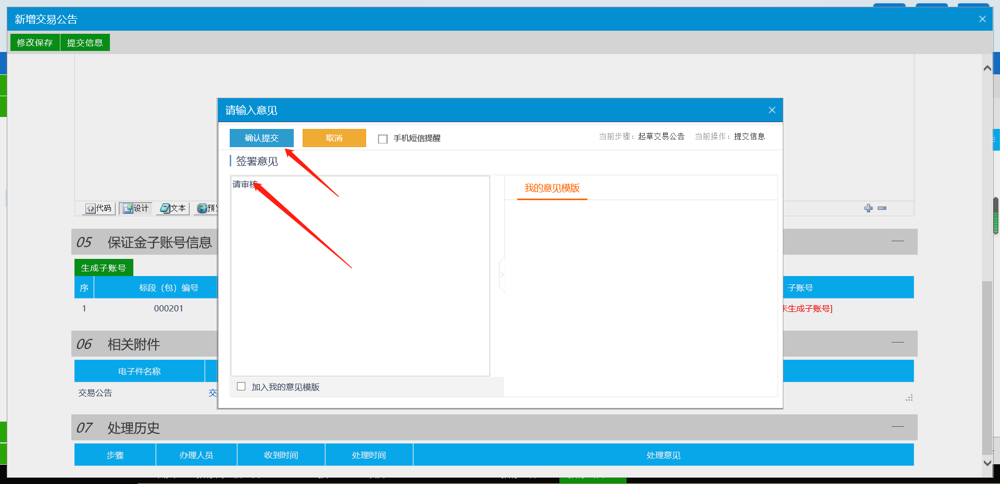 新增交易公告
修改保存 提交信息
请输入意见
确认提交 取消 手机短信提醒 当前步骤：起草交易公告 当前操作：提交信息
签署意见
请审核
我的意见模版
加入我的意见模版
代码 设计 文本
05 保证金子账号信息
生成子账号
序 标段（包）编号 子账号
1 000201 未生成子账号]
06 相关附件
电子件名称
交易公告 交
07 处理历史
步骤 办理人员 收到时间 处理时间 处理意见